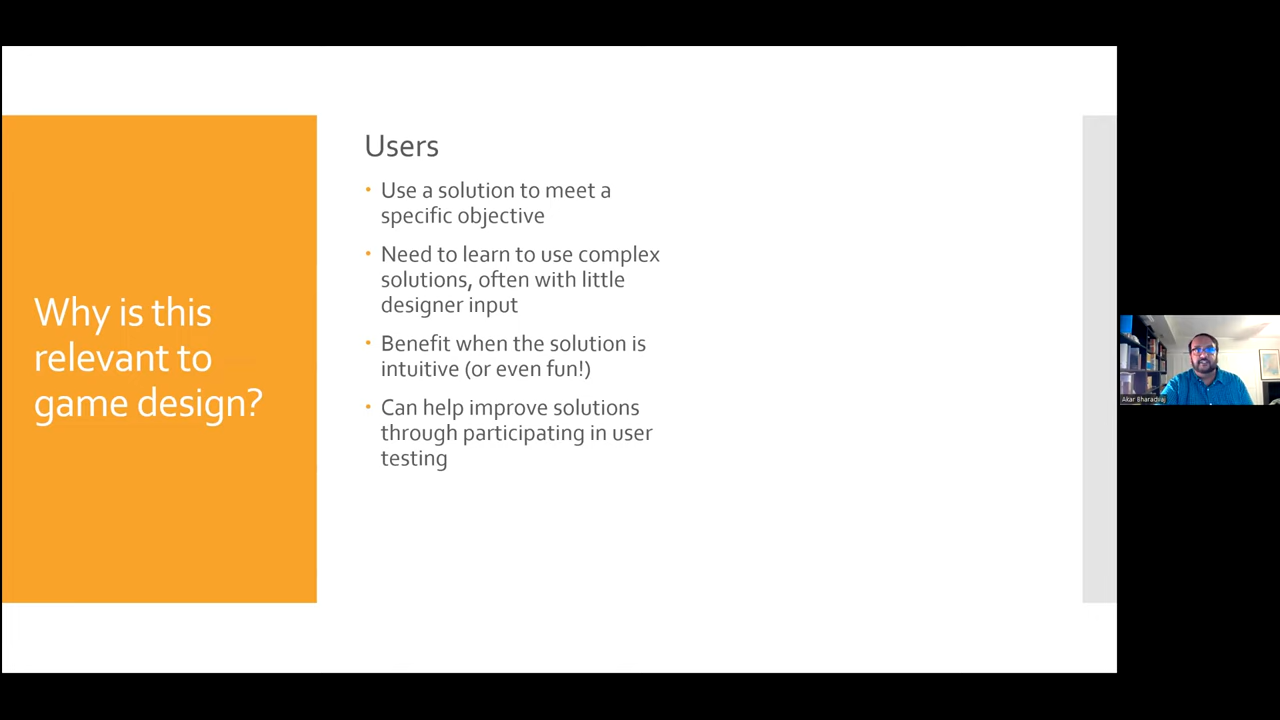 Why is this
relevant to
game design?
Users
• Use a solution to meet a
specific objective
• Need to learn to use complex
solutions, often with little
designer input
• Benefit when the solution is
intuitive (or even fun!)
• Can help improve solutions
through participating in user
testing
Akar Bharadvaj